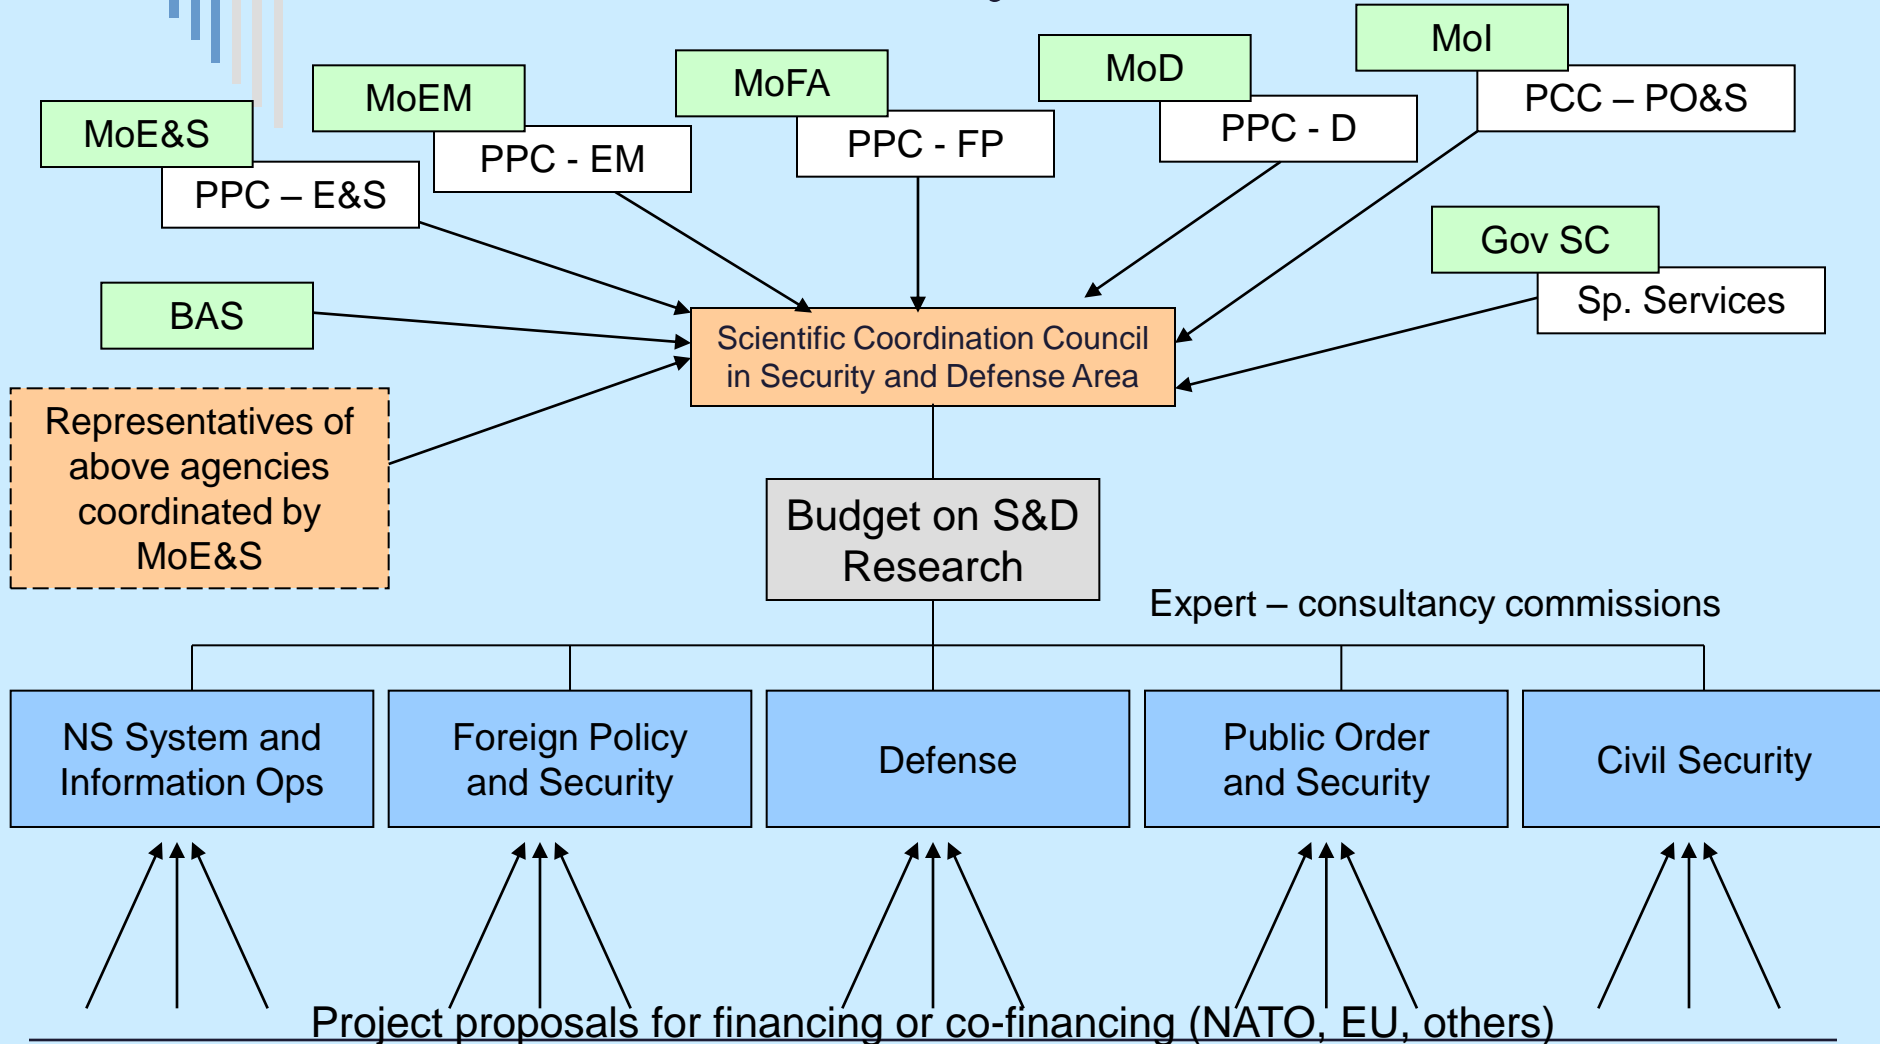 MoI
MoD
MoFA
MoEM
MoE&S
PCC – PO&S
PPC - D
PPC - FP
PPC - EM
PPC – E&S
Gov SC
Sp. Services
BAS
Scientific Coordination Council
in Security and Defense Area
Representatives of
above agencies
coordinated by
MoE&S
Budget on S&D
Research
Expert – consultancy commissions
NS System and
Information Ops
Foreign Policy
and Security
Defense
Public Order
and Security
Civil Security
Project proposals for financing or co-financing (NATO, EU, others)